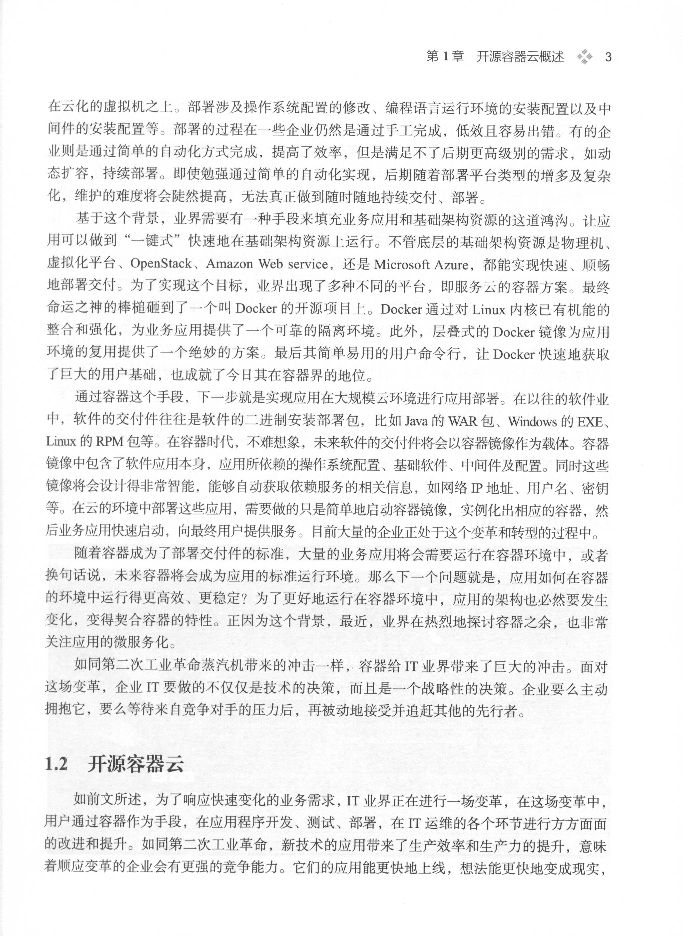 第1章 开源容器云概述 3
在云化的虚拟机之上。部署涉及操作系统配置的修改、编程语言运行环境的安装配置以及中
间件的安装配置等。部署的过程在一些企业仍然是通过手工完成，低效且容易出错。有的企
业则是通过简单的自动化方式完成，提高了效率，但是满足不了后期更高级别的需求，如动
态扩容，持续部署。即使勉强通过简单的自动化实现，后期随着部署平台类型的增多及复杂
化，维护的难度将会陡然提高，无法真正做到随时随地持续交付、部署。
基于这个背景，业界需要有一种手段来填充业务应用和基础架构资源的这道鸿沟。让应
用可以做到“一键式”快速地在基础架构资源上运行。不管底层的基础架构资源是物理机、
虚拟化平台、OpenStack、Amazon Web service，还是 Microsoft Azure，都能实现快速、顺畅
地部署交付。为了实现这个目标，业界出现了多种不同的平台，即服务云的容器方案。最终
命运之神的棒槌砸到了一个叫 Docker 的开源项目上。Docker 通过对 Linux 内核已有机能的
整合和强化，为业务应用提供了一个可靠的隔离环境。此外，层叠式的 Docker 镜像为应用
环境的复用提供了一个绝妙的方案。最后其简单易用的用户命令行，让 Docker 快速地获取
了巨大的用户基础，也成就了今日其在容器界的地位。
通过容器这个手段，下一步就是实现应用在大规模云环境进行应用部署。在以往的软件业
中，软件的交付件往往是软件的二进制安装部署包，比如 Java 的 WAR 包、Windows 的 EXE、
Linux 的 RPM 包等。在容器时代，不难想象，未来软件的交付件将会以容器镜像作为载体。容器
镜像中包含了软件应用本身，应用所依赖的操作系统配置、基础软件、中间件及配置。同时这些
镜像将会设计得非常智能，能够自动获取依赖服务的相关信息，如网络 IP 地址、用户名、密钥
等。在云的环境中部署这些应用，需要做的只是简单地启动容器镜像，实例化出相应的容器，然
后业务应用快速启动，向最终用户提供服务。目前大量的企业正处于这个变革和转型的过程中。
随着容器成为了部署交付件的标准，大量的业务应用将会需要运行在容器环境中，或者
换句话说，未来容器将会成为应用的标准运行环境。那么下一个问题就是，应用如何在容器
的环境中运行得更高效、更稳定？为了更好地运行在容器环境中，应用的架构也必然要发生
变化，变得契合容器的特性。正因为这个背景，最近，业界在热烈地探讨容器之余，也非常
关注应用的微服务化。
如同第二次工业革命蒸汽机带来的冲击一样，容器给 IT 业界带来了巨大的冲击。面对
这场变革，企业 IT 要做的不仅仅是技术的决策，而且是一个战略性的决策。企业要么主动
拥抱它，要么等待来自竞争对手的压力后，再被动地接受并追赶其他的先行者。
1.2 开源容器云
如前文所述，为了响应快速变化的业务需求，IT 业界正在进行一场变革，在这场变革中，
用户通过容器作为手段，在应用程序开发、测试、部署，在 IT 运维的各个环节进行方方面面
的改进和提升。如同第二次工业革命，新技术的应用带来了生产效率和生产力的提升，意味
着顺应变革的企业会有更强的竞争能力。它们的应用能更快地上线，想法能更快地变成现实，